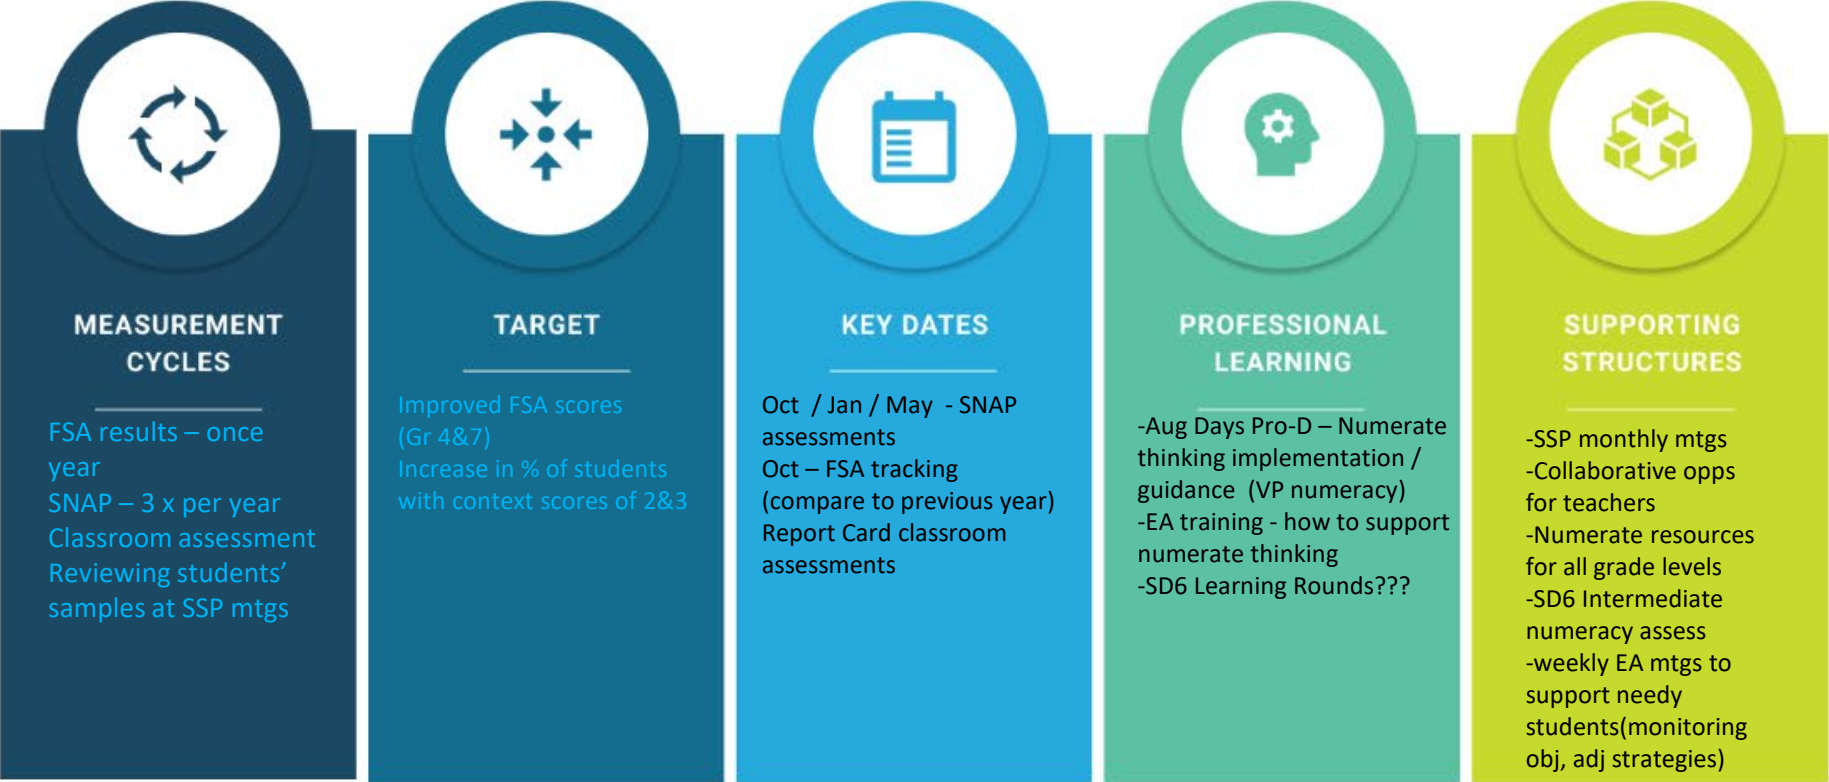 MEASUREMENT
CYCLES
FSA results – once
year
SNAP – 3 x per year
Classroom assessment
Reviewing students’
samples at SSP mtgs
TARGET
Improved FSA scores
(Gr 4&7)
Increase in % of students
with context scores of 2&3
KEY DATES
Oct / Jan / May - SNAP
assessments
Oct – FSA tracking
(compare to previous year)
Report Card classroom
assessments
PROFESSIONAL
LEARNING
-Aug Days Pro-D – Numerate
thinking implementation /
guidance (VP numeracy)
-EA training - how to support
numerate thinking
-SD6 Learning Rounds???
SUPPORTING
STRUCTURES
-SSP monthly mtgs
-Collaborative opps
for teachers
-Numerate resources
for all grade levels
-SD6 Intermediate
numeracy assess
-weekly EA mtgs to
support needy
students(monitoring
obj, adj strategies)